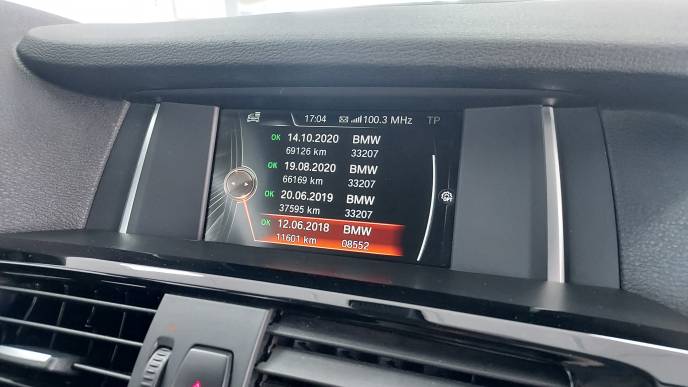 17:04 100.3 MHz TP
OK 14.10.2020 BMW
69126 km 33207
OK 19.08.2020 BMW
66169 km 33207
OK 20.06.2019 BMW
37595 km 33207
OK 12.06.2018 BMW
11601 km 08552